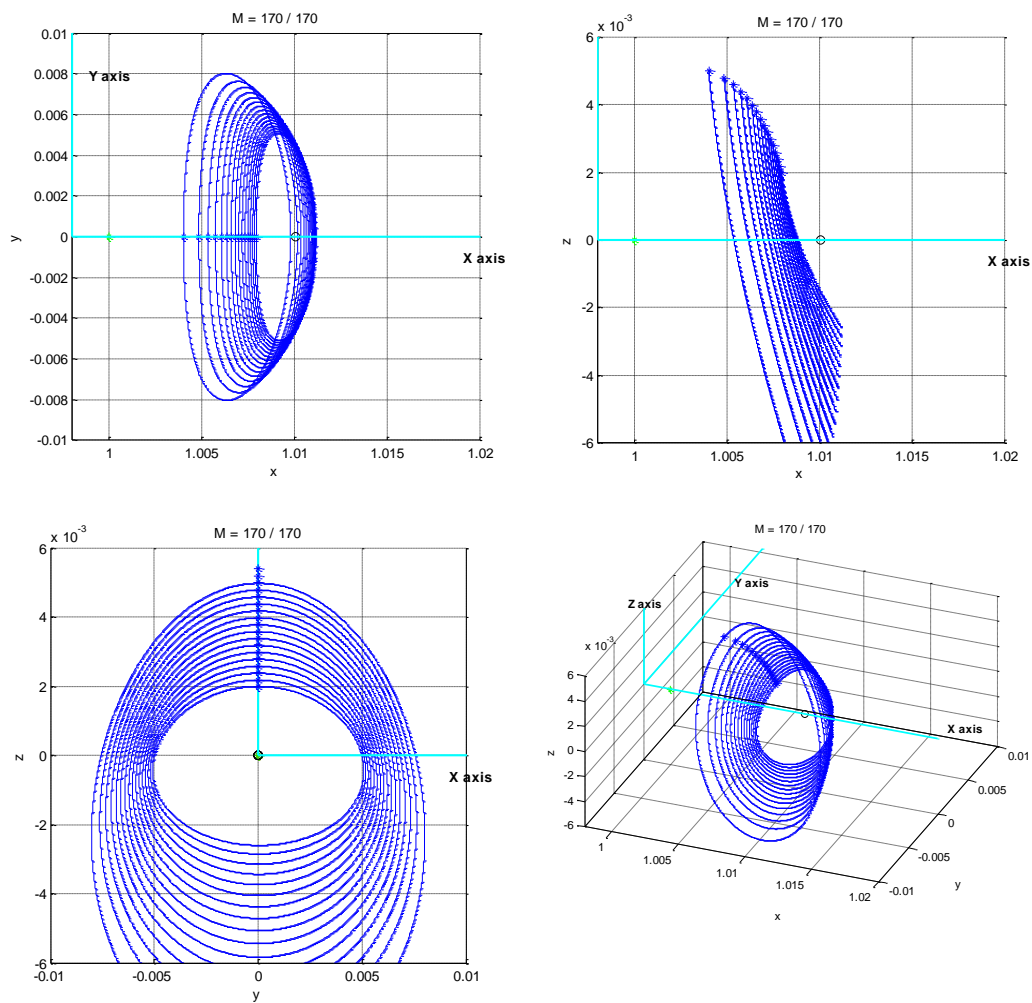 M = 170 / 170
0.01
0.008
0.006
0.004
0.002
0
-0.002
-0.004
-0.006
-0.008
-0.01
y
Y axis
X axis
1
1.005
1.01
1.015
1.02
x
M = 170 / 170
x 10 -3
6
4
2
0
-2
-4
-6
z
X axis
1
1.005
1.01
1.015
1.02
x
M = 170 / 170
x 10 -3
6
4
2
0
-2
-4
-6
z
X axis
-0.01
-0.005
0
0.005
0.01
y
M = 170 / 170
Y axis
Z axis
x 10 -3
6
4
2
0
-2
-4
-6
z
X axis
1
1.005
1.01
1.015
1.02
x
0.01
0.005
0
-0.005
-0.01
y